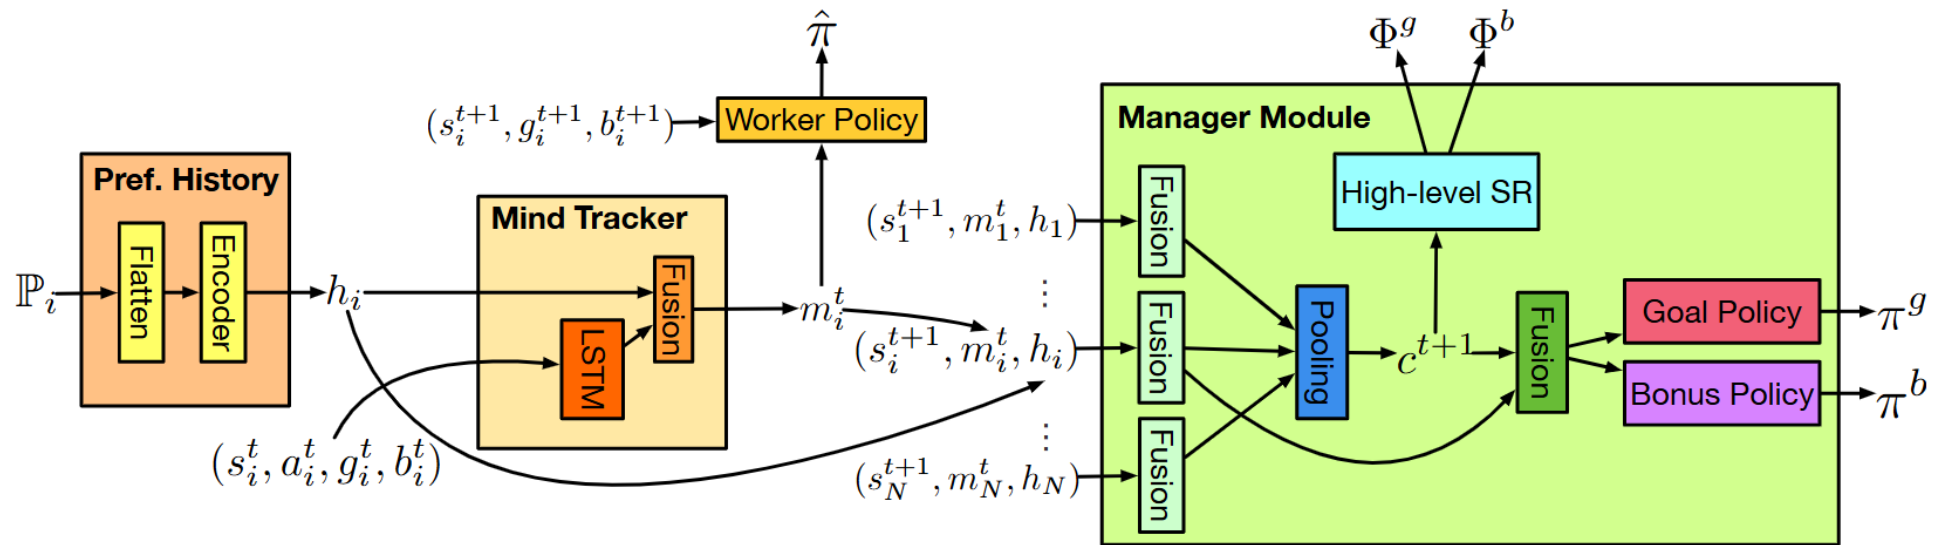 Φ^g Φ^b
π̂
Manager Module
(s_i^{t+1}, g_i^{t+1}, b_i^{t+1})
Worker Policy
Pref. History
Flatten
Encoder
Mind Tracker
LSTM
Fusion
High-level SR
(s_1^{t+1}, m_1^t, h_1)
Fusion
ℙ_i
h_i
m_i^t
⋮
(s_i^{t+1}, m_i^t, h_i)
Fusion
Pooling
c^{t+1}
Fusion
Goal Policy
π^g
Bonus Policy
π^b
(s_i^t, a_i^t, g_i^t, b_i^t)
⋮
(s_N^{t+1}, m_N^t, h_N)
Fusion